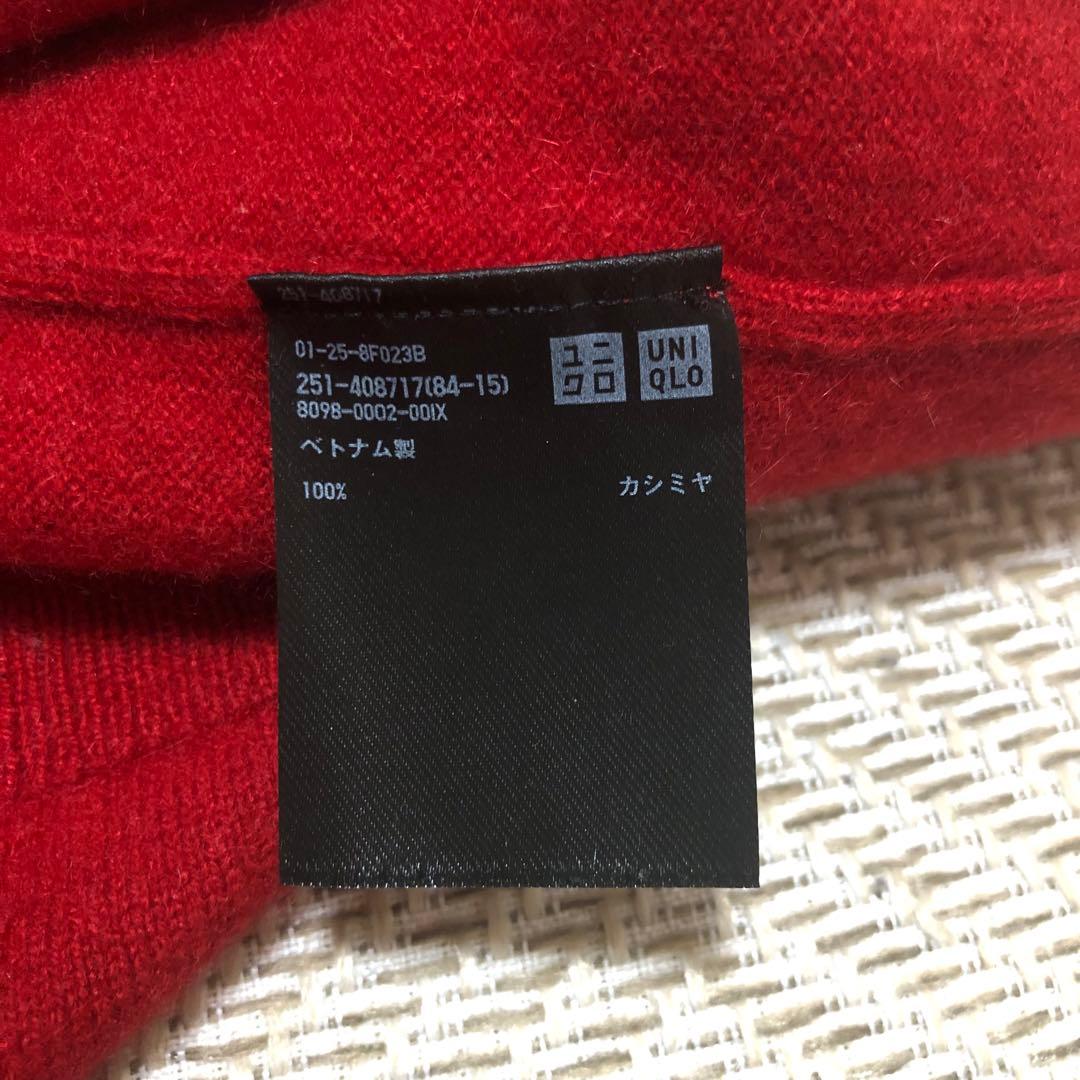 251-408717
01-25-8F023B
251-408717(84-15)
8098-0002-00IX
ベトナム製
100% カシミヤ
ユニ
クロ
UNI
QLO